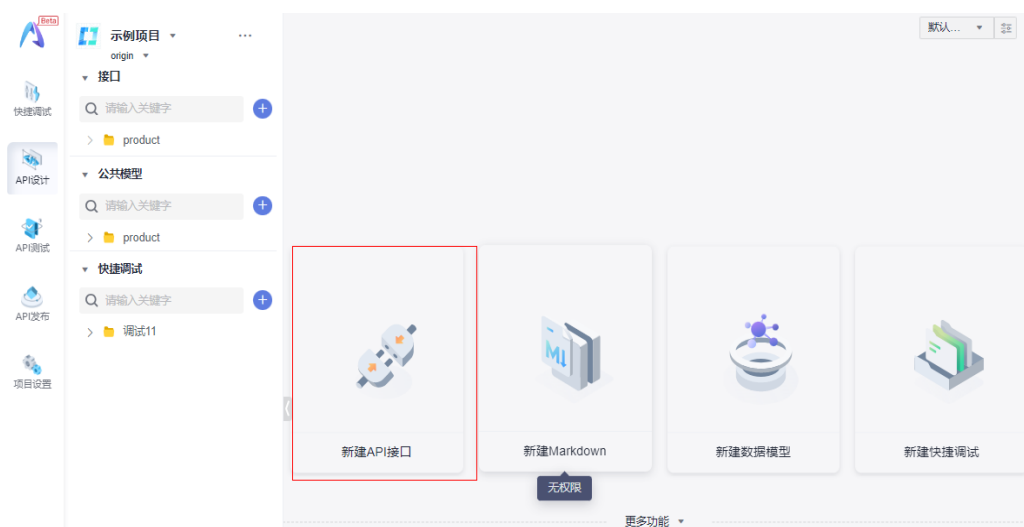 Beta
快捷调试
API设计
API测试
API发布
项目设置
示例项目
origin
接口
请输入关键字
product
公共模型
请输入关键字
product
快捷调试
请输入关键字
调试11
默认...
新建API接口
新建Markdown
新建数据模型
新建快捷调试
无权限
更多功能